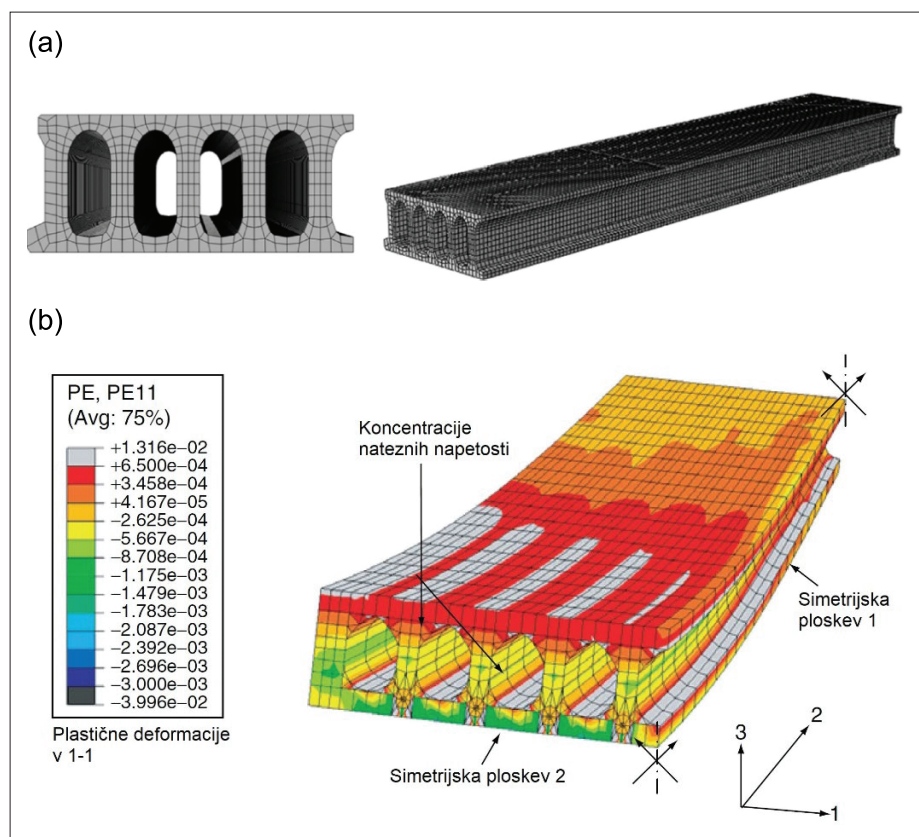 (a)
(b)
PE, PE11
(Avg: 75%)
+1.316e−02
+6.500e−04
+3.458e−04
+4.167e−05
−2.625e−04
−5.667e−04
−8.708e−04
−1.175e−03
−1.479e−03
−1.783e−03
−2.087e−03
−2.392e−03
−2.696e−03
−3.000e−03
−3.996e−02
Plastične deformacije
v 1-1
Koncentracije
nateznih napetosti
Simetrijska
ploskev 1
Simetrijska ploskev 2
3
2
1